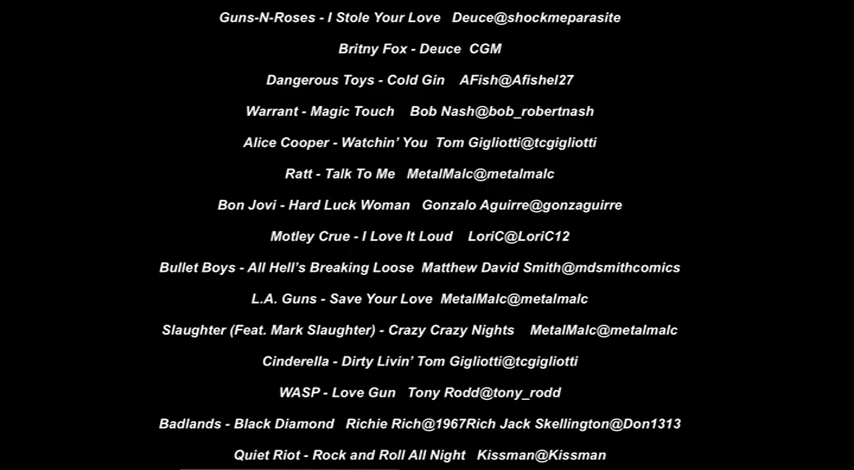 Guns-N-Roses - I Stole Your Love Deuce@shockmeparasite
Britny Fox - Deuce CGM
Dangerous Toys - Cold Gin AFish@Afishel27
Warrant - Magic Touch Bob Nash@bob_robertnash
Alice Cooper - Watchin' You Tom Gigliotti@tcgigliotti
Ratt - Talk To Me MetalMalc@metalmalc
Bon Jovi - Hard Luck Woman Gonzalo Aguirre@gonzaguirre
Motley Crue - I Love It Loud LoriC@LoriC12
Bullet Boys - All Hell's Breaking Loose Matthew David Smith@mdsmithcomics
L.A. Guns - Save Your Love MetalMalc@metalmalc
Slaughter (Feat. Mark Slaughter) - Crazy Crazy Nights MetalMalc@metalmalc
Cinderella - Dirty Livin' Tom Gigliotti@tcgigliotti
WASP - Love Gun Tony Rodd@tony_rodd
Badlands - Black Diamond Richie Rich@1967Rich Jack Skellington@Don1313
Quiet Riot - Rock and Roll All Night Kissman@Kissman